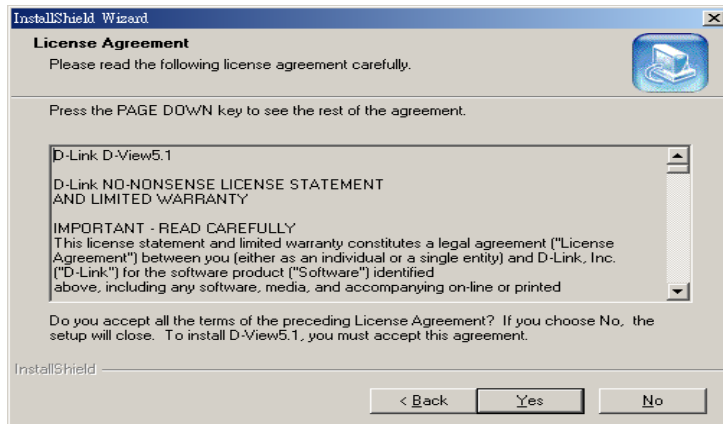 InstallShield Wizard
License Agreement
Please read the following license agreement carefully.
Press the PAGE DOWN key to see the rest of the agreement.
D-Link D-View5.1
D-Link NO-NONSENSE LICENSE STATEMENT
AND LIMITED WARRANTY
IMPORTANT - READ CAREFULLY
This license statement and limited warranty constitutes a legal agreement ("License
Agreement") between you (either as an individual or a single entity) and D-Link, Inc.
("D-Link") for the software product ("Software") identified
above, including any software, media, and accompanying on-line or printed
Do you accept all the terms of the preceding License Agreement? If you choose No, the
setup will close. To install D-View5.1, you must accept this agreement.
InstallShield
< Back
Yes
No